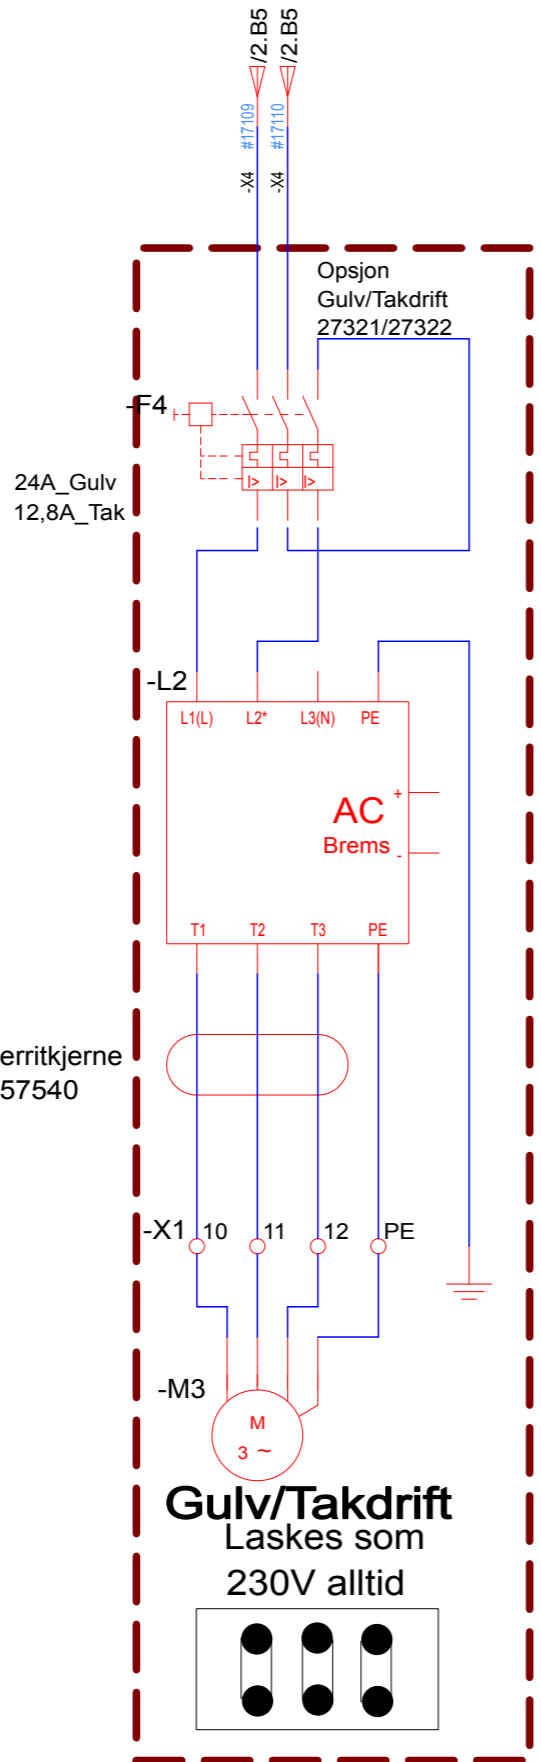 /2.B5
/2.B5
#17109
#17110
-X4
-X4
Opsjon
Gulv/Takdrift
27321/27322
-F4
I> I> I>
24A_Gulv
12,8A_Tak
-L2
L1(L) L2* L3(N) PE
AC
Brems
+
-
T1 T2 T3 PE
erritkjerne
57540
-X1 10 11 12 PE
-M3
M
3 ~
Gulv/Takdrift
Laskes som
230V alltid